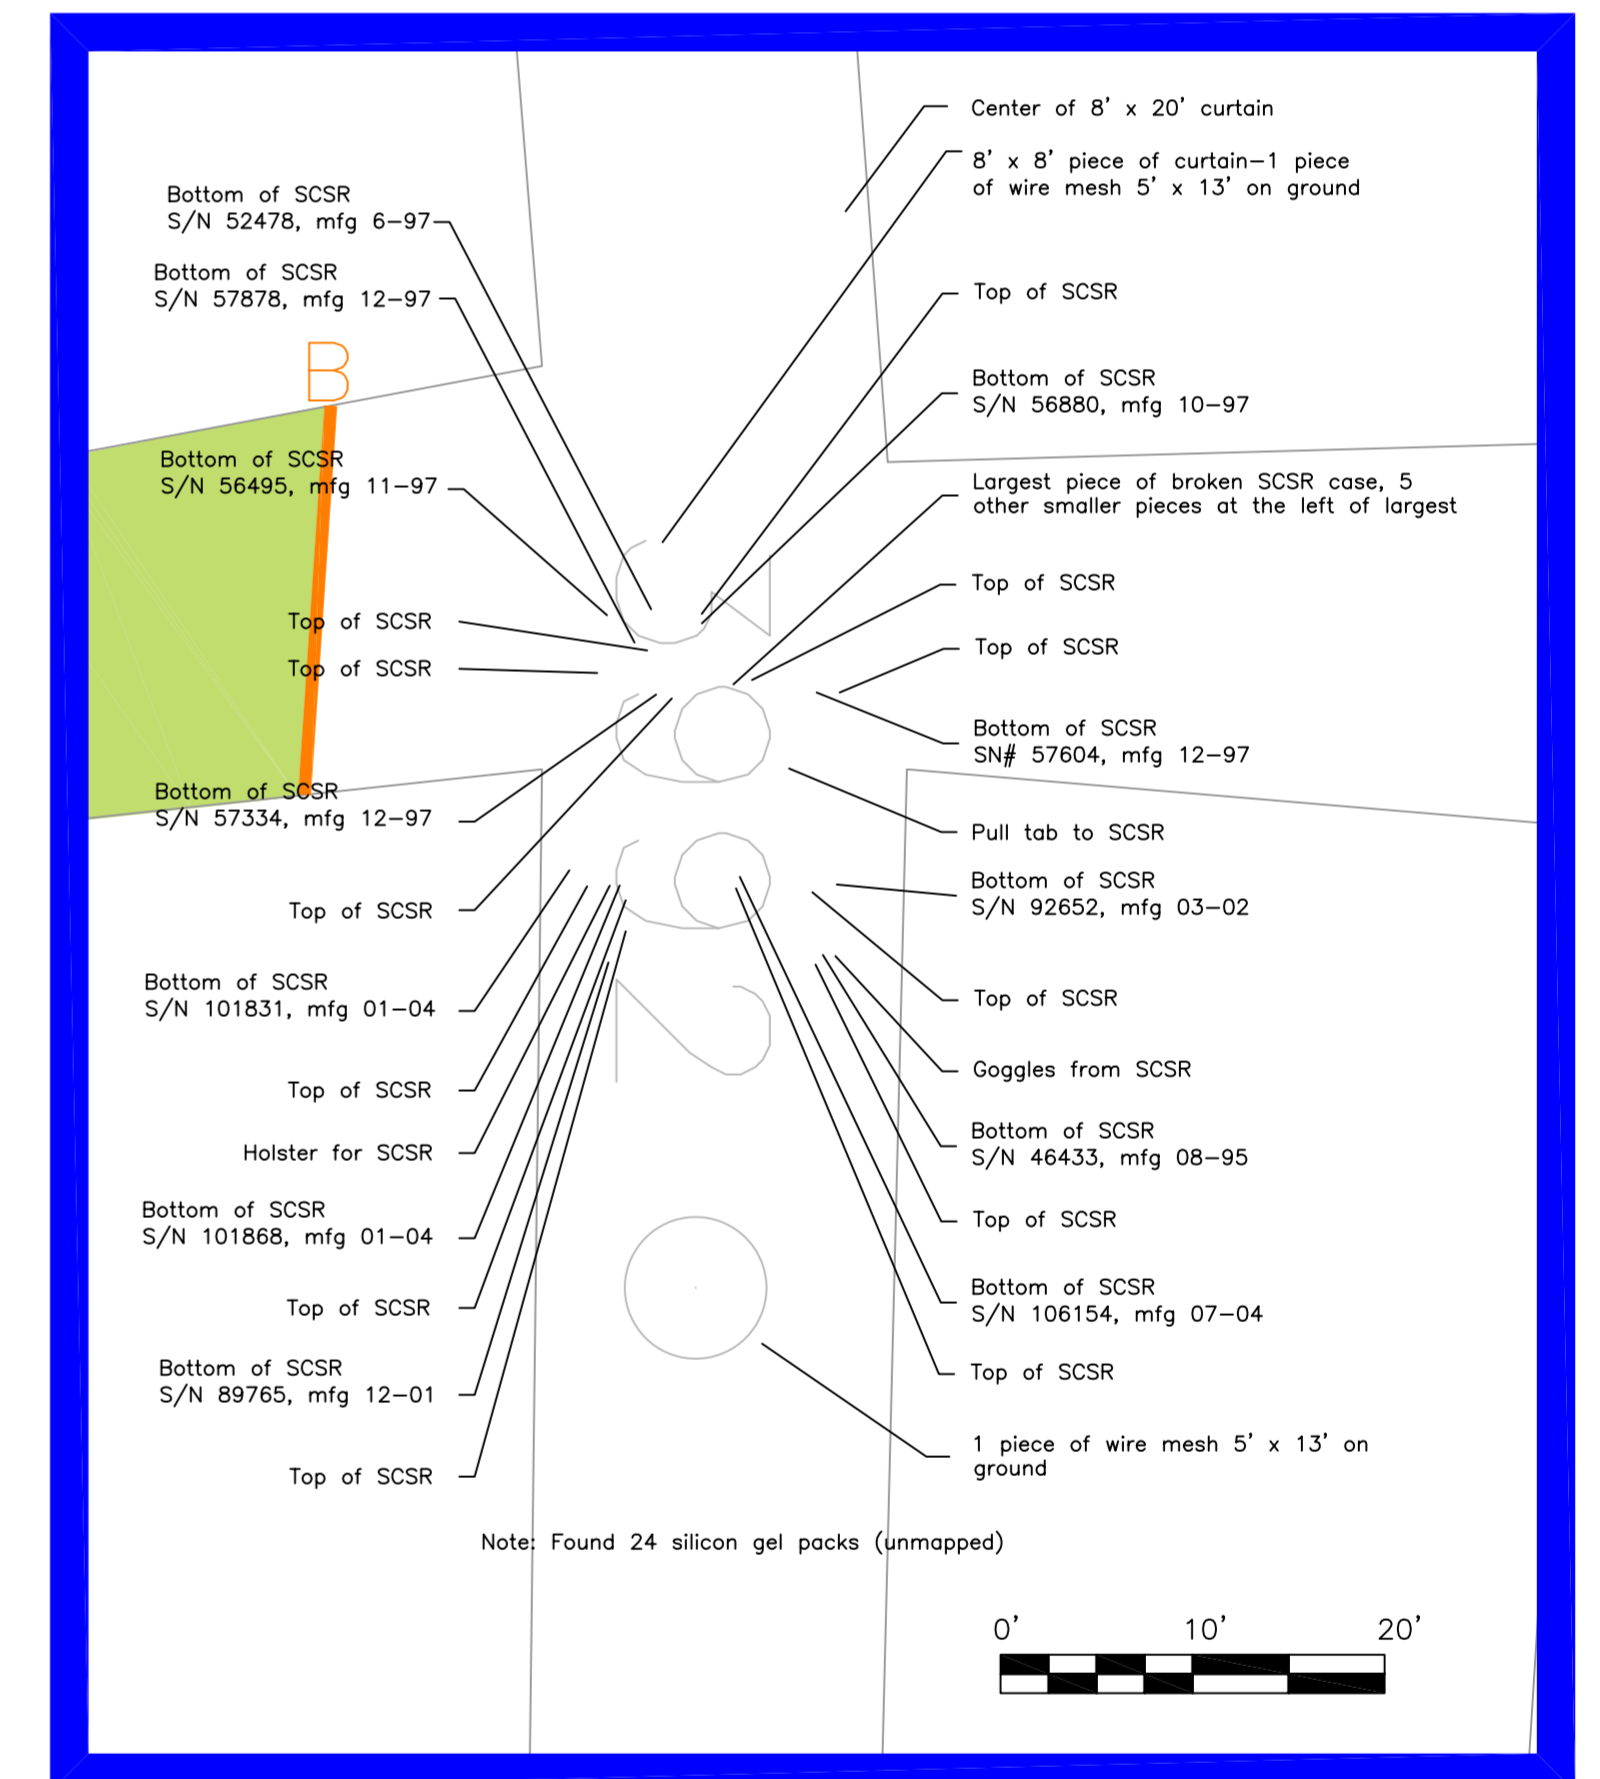 Center of 8' x 20' curtain
8' x 8' piece of curtain-1 piece
of wire mesh 5' x 13' on ground
Bottom of SCSR
S/N 52478, mfg 6-97
Bottom of SCSR
S/N 57878, mfg 12-97
B
Bottom of SCSR
S/N 56495, mfg 11-97
Top of SCSR
Top of SCSR
Bottom of SCSR
S/N 57334, mfg 12-97
Top of SCSR
Bottom of SCSR
S/N 101831, mfg 01-04
Top of SCSR
Holster for SCSR
Bottom of SCSR
S/N 101868, mfg 01-04
Top of SCSR
Bottom of SCSR
S/N 89765, mfg 12-01
Top of SCSR
Top of SCSR
Bottom of SCSR
S/N 56880, mfg 10-97
Largest piece of broken SCSR case, 5
other smaller pieces at the left of largest
Top of SCSR
Top of SCSR
Bottom of SCSR
SN# 57604, mfg 12-97
Pull tab to SCSR
Bottom of SCSR
S/N 92652, mfg 03-02
Top of SCSR
Goggles from SCSR
Bottom of SCSR
S/N 46433, mfg 08-95
Top of SCSR
Bottom of SCSR
S/N 106154, mfg 07-04
Top of SCSR
1 piece of wire mesh 5' x 13' on
ground
2996
Note: Found 24 silicon gel packs (unmapped)
0' 10' 20'